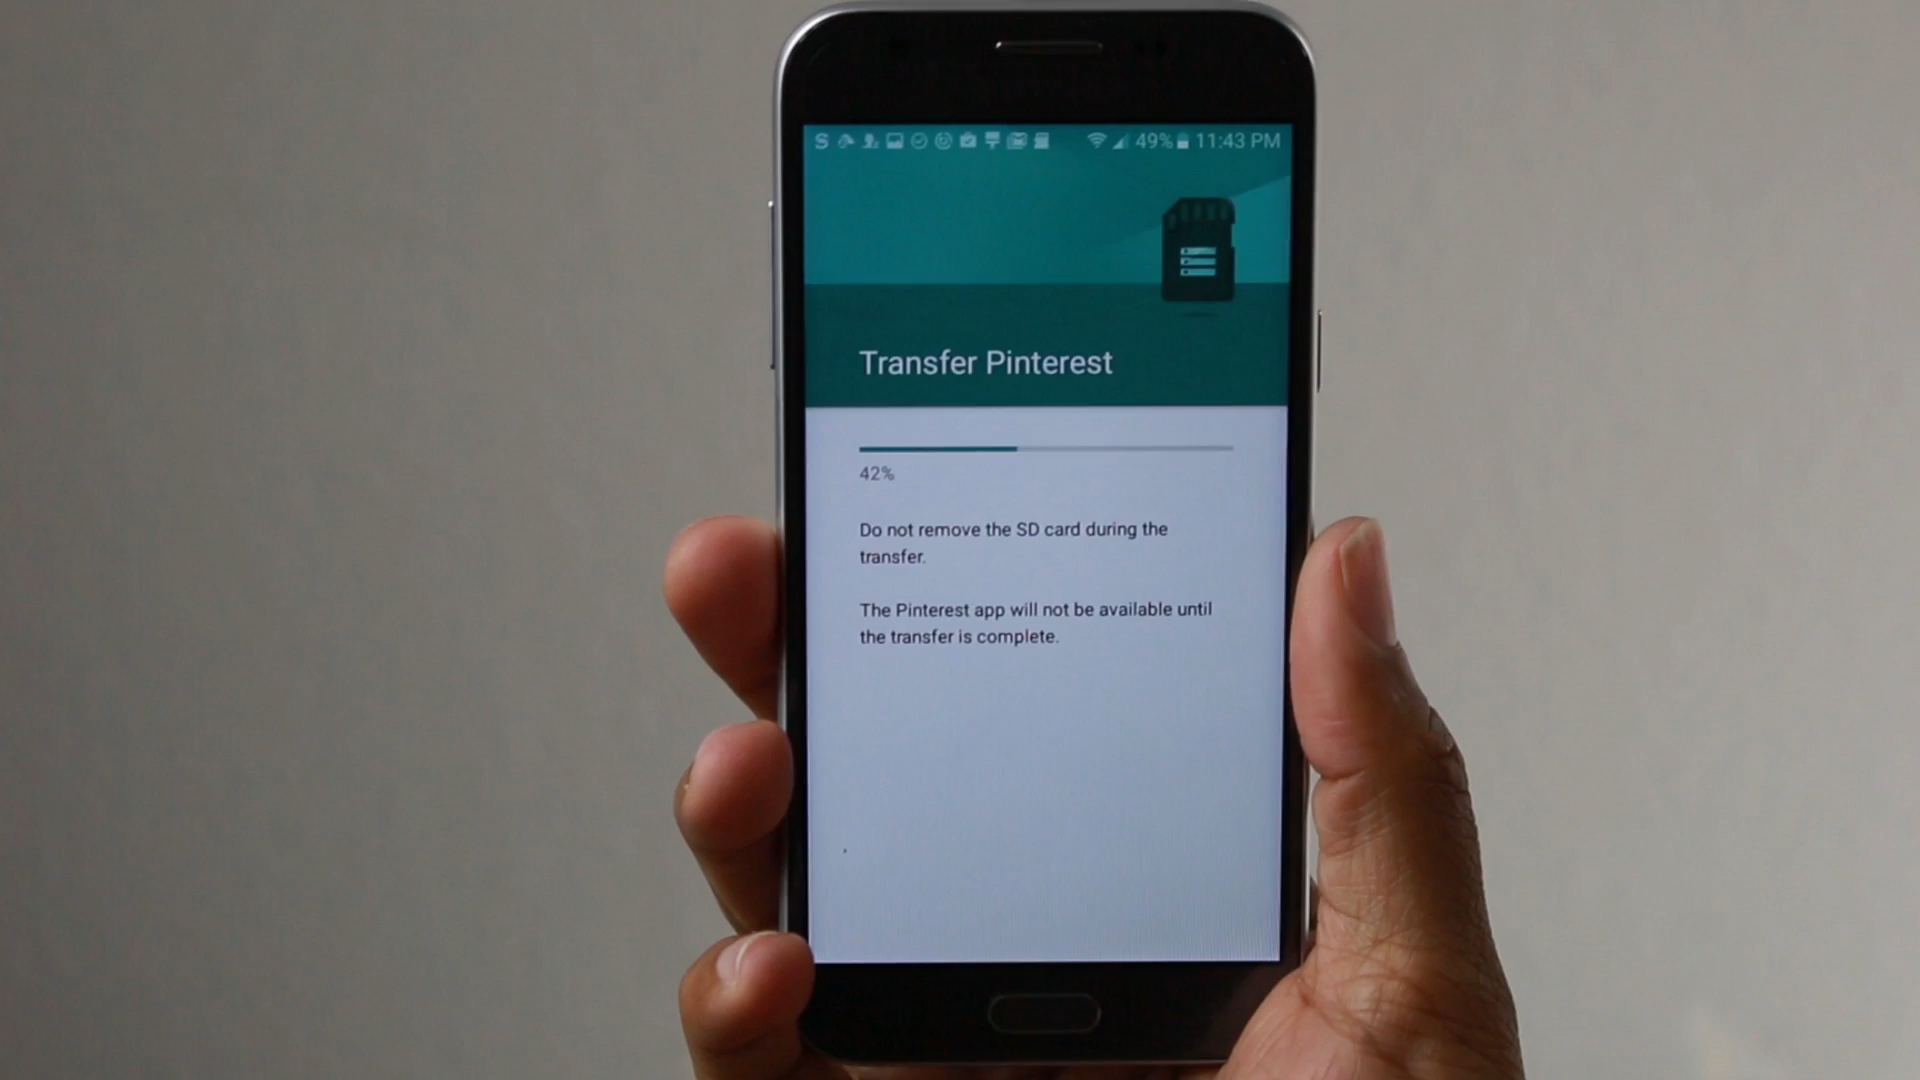 49% 11:43 PM
Transfer Pinterest
42%
Do not remove the SD card during the
transfer.
The Pinterest app will not be available until
the transfer is complete.